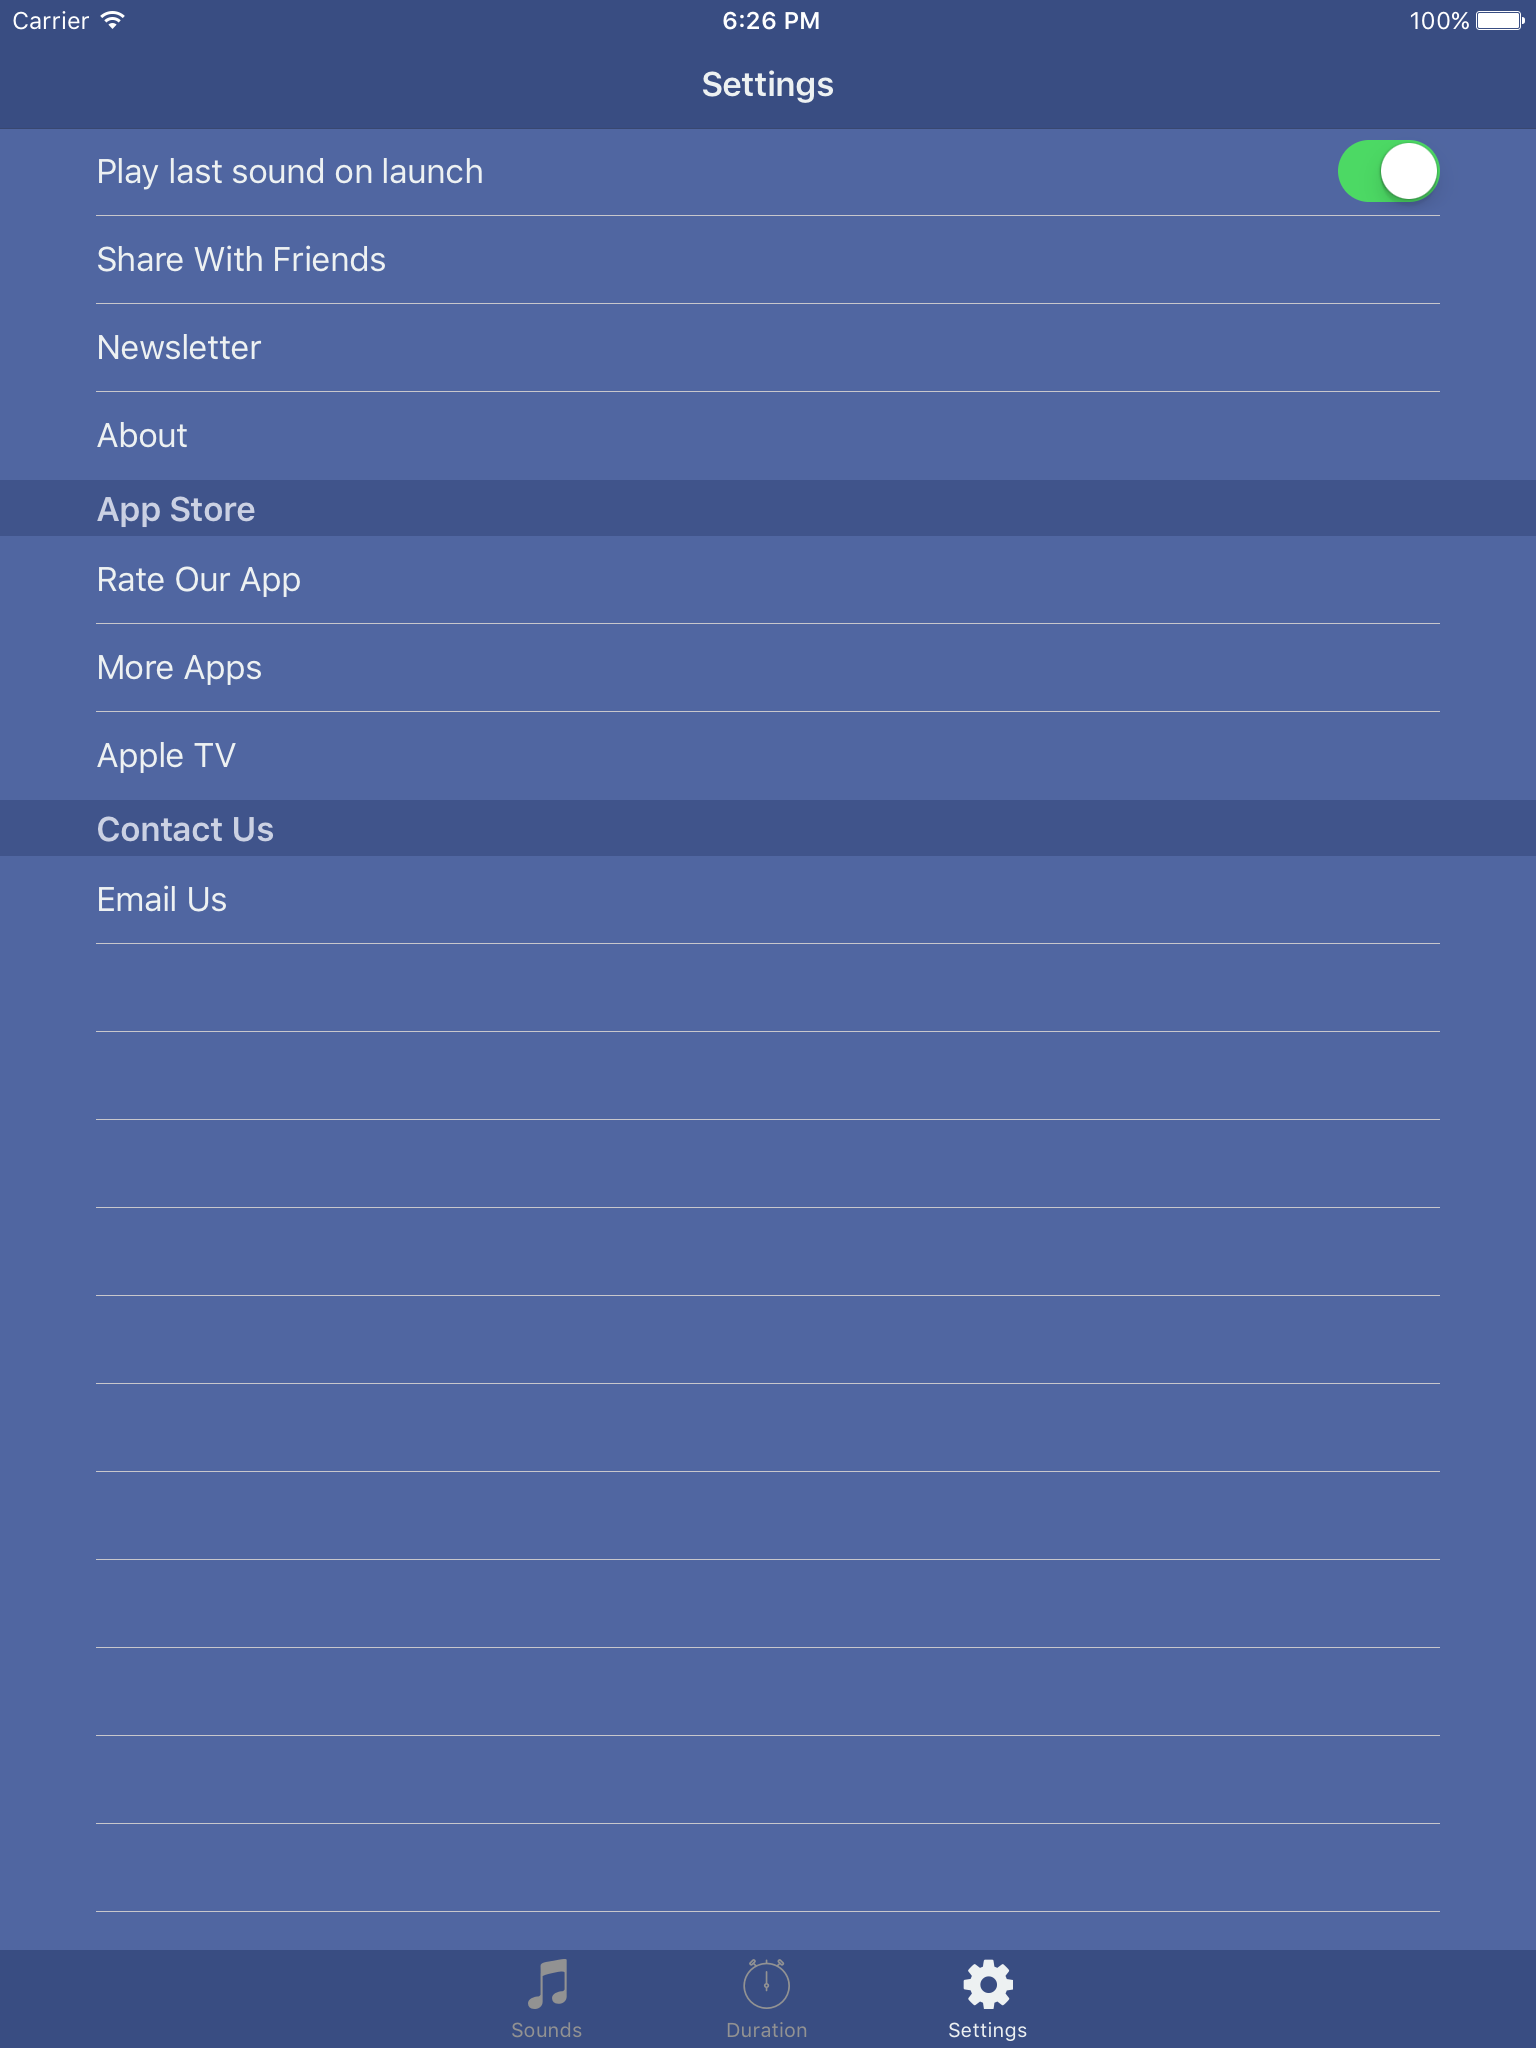 Carrier 6:26 PM 100%
Settings
Play last sound on launch
Share With Friends
Newsletter
About
App Store
Rate Our App
More Apps
Apple TV
Contact Us
Email Us
Sounds Duration Settings